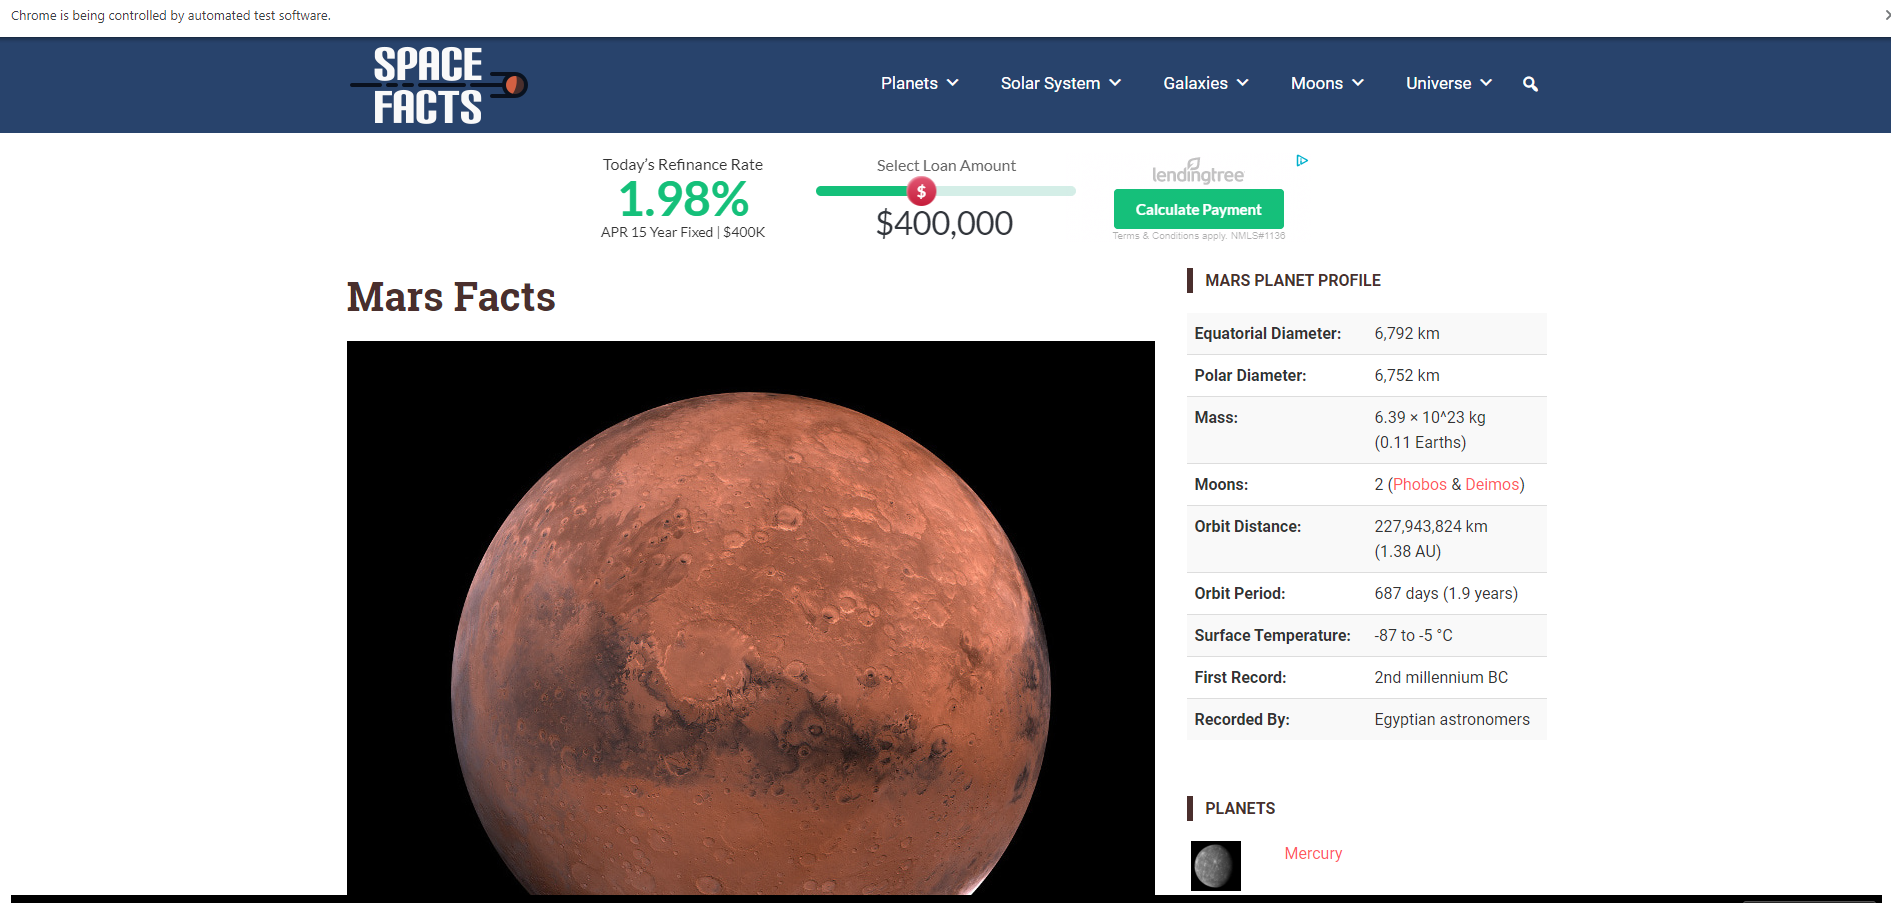 Chrome is being controlled by automated test software.
SPACE
FACTS
Planets
Solar System
Galaxies
Moons
Universe
Today's Refinance Rate
1.98%
APR 15 Year Fixed | $400K
Select Loan Amount
$
$400,000
lendingtree
Calculate Payment
Terms & Conditions apply. NMLS#1136
Mars Facts
MARS PLANET PROFILE
Equatorial Diameter: 6,792 km
Polar Diameter: 6,752 km
Mass: 6.39 × 10^23 kg
(0.11 Earths)
Moons: 2 (Phobos & Deimos)
Orbit Distance: 227,943,824 km
(1.38 AU)
Orbit Period: 687 days (1.9 years)
Surface Temperature: -87 to -5 °C
First Record: 2nd millennium BC
Recorded By: Egyptian astronomers
PLANETS
Mercury